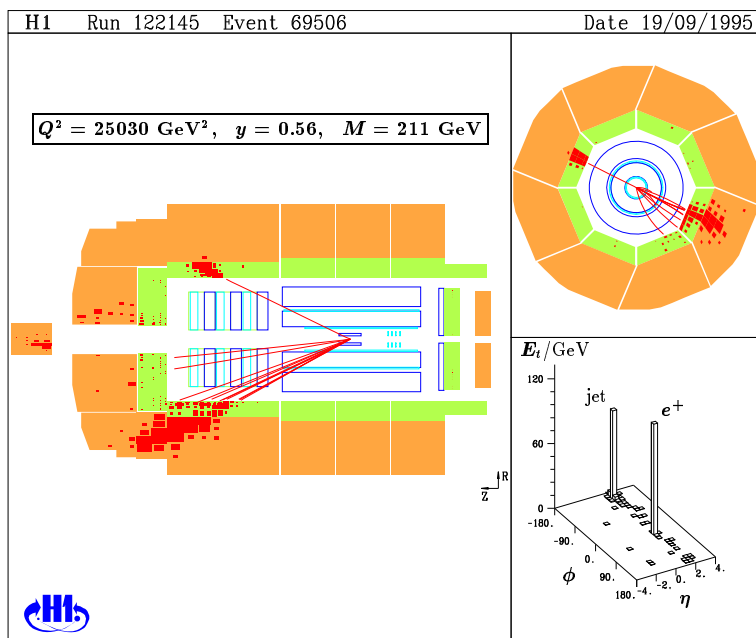 H1 Run 122145 Event 69506 Date 19/09/1995
Q² = 25030 GeV², y = 0.56, M = 211 GeV
R
Z
E_t/GeV
120
60
0
jet
e⁺
-180.
-90.
0.
90.
180.
ϕ
-4.
-2.
0.
2.
4.
η
H1